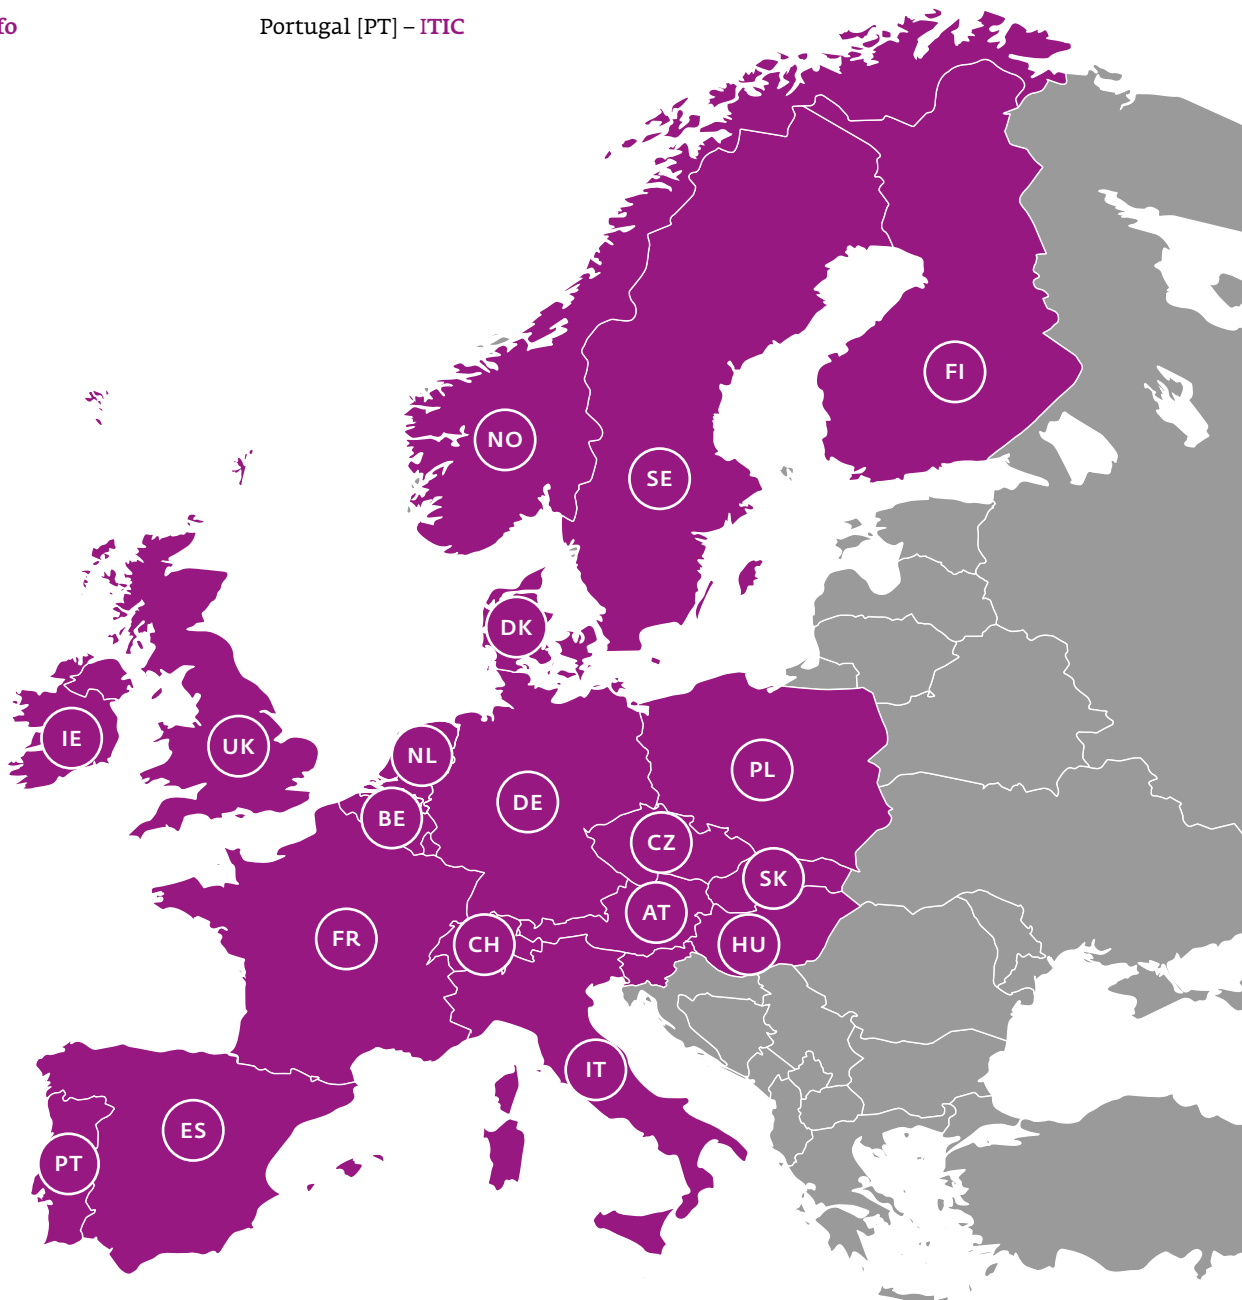 fo
Portugal [PT] – ITIC
FI
NO
SE
DK
IE
UK
NL
PL
DE
BE
CZ
SK
AT
FR
CH
HU
IT
ES
PT